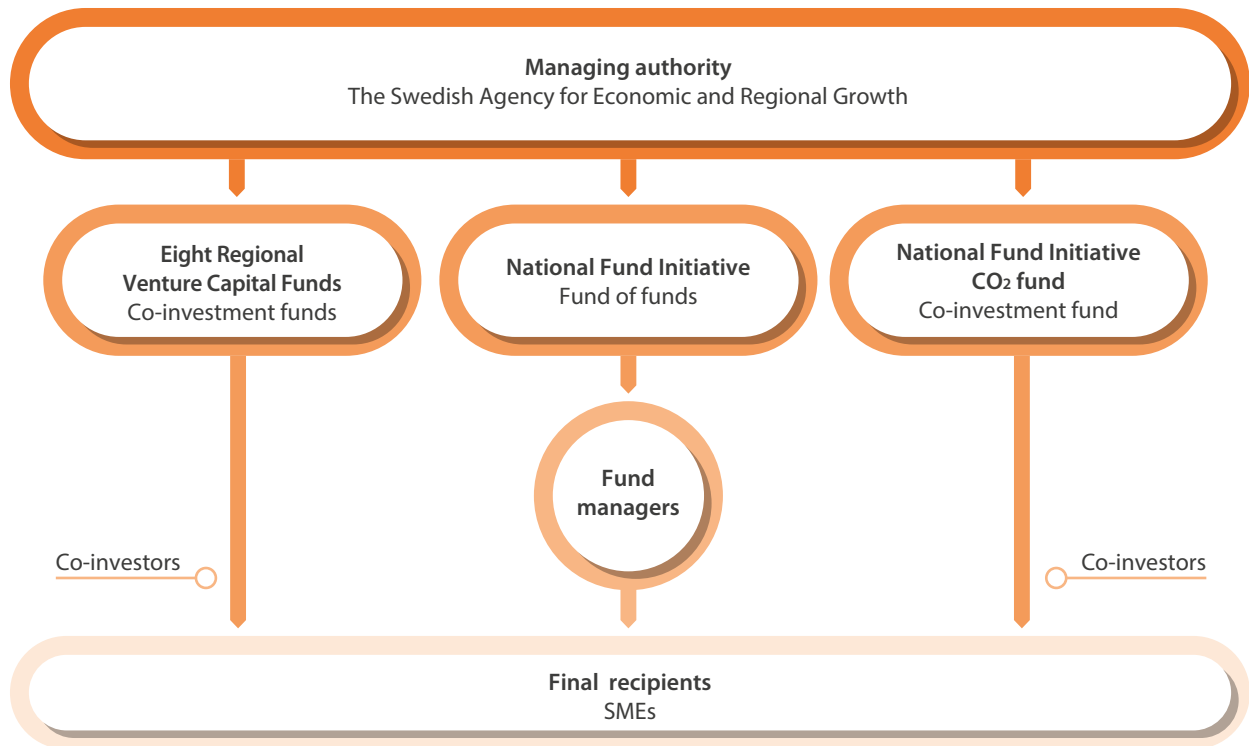 Managing authority
The Swedish Agency for Economic and Regional Growth
Eight Regional
Venture Capital Funds
Co-investment funds
National Fund Initiative
Fund of funds
National Fund Initiative
CO₂ fund
Co-investment fund
Fund
managers
Co-investors
Co-investors
Final recipients
SMEs